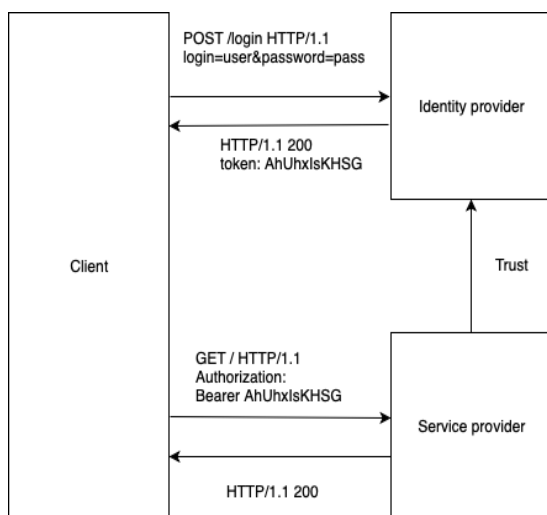 POST /login HTTP/1.1
login=user&password=pass
Identity provider
HTTP/1.1 200
token: AhUhxIsKHSG
Client
Trust
GET / HTTP/1.1
Authorization:
Bearer AhUhxIsKHSG
Service provider
HTTP/1.1 200